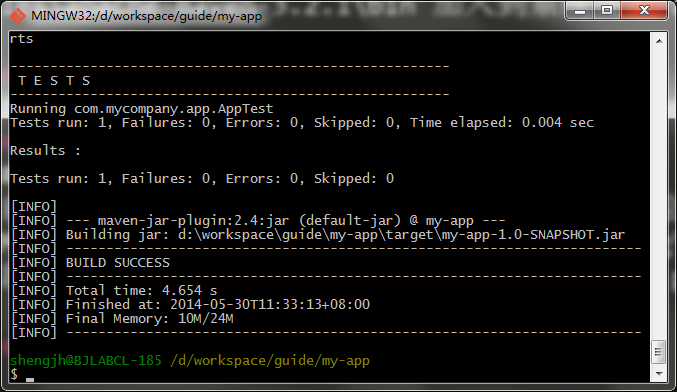 MINGW32:/d/workspace/guide/my-app
rts
-------------------------------------------------------
 T E S T S
-------------------------------------------------------
Running com.mycompany.app.AppTest
Tests run: 1, Failures: 0, Errors: 0, Skipped: 0, Time elapsed: 0.004 sec
Results :
Tests run: 1, Failures: 0, Errors: 0, Skipped: 0
[INFO]
[INFO] --- maven-jar-plugin:2.4:jar (default-jar) @ my-app ---
[INFO] Building jar: d:\workspace\guide\my-app\target\my-app-1.0-SNAPSHOT.jar
[INFO] ------------------------------------------------------------------------
[INFO] BUILD SUCCESS
[INFO] ------------------------------------------------------------------------
[INFO] Total time: 4.654 s
[INFO] Finished at: 2014-05-30T11:33:13+08:00
[INFO] Final Memory: 10M/24M
[INFO] ------------------------------------------------------------------------
shengjh@BJLABCL-185 /d/workspace/guide/my-app
$